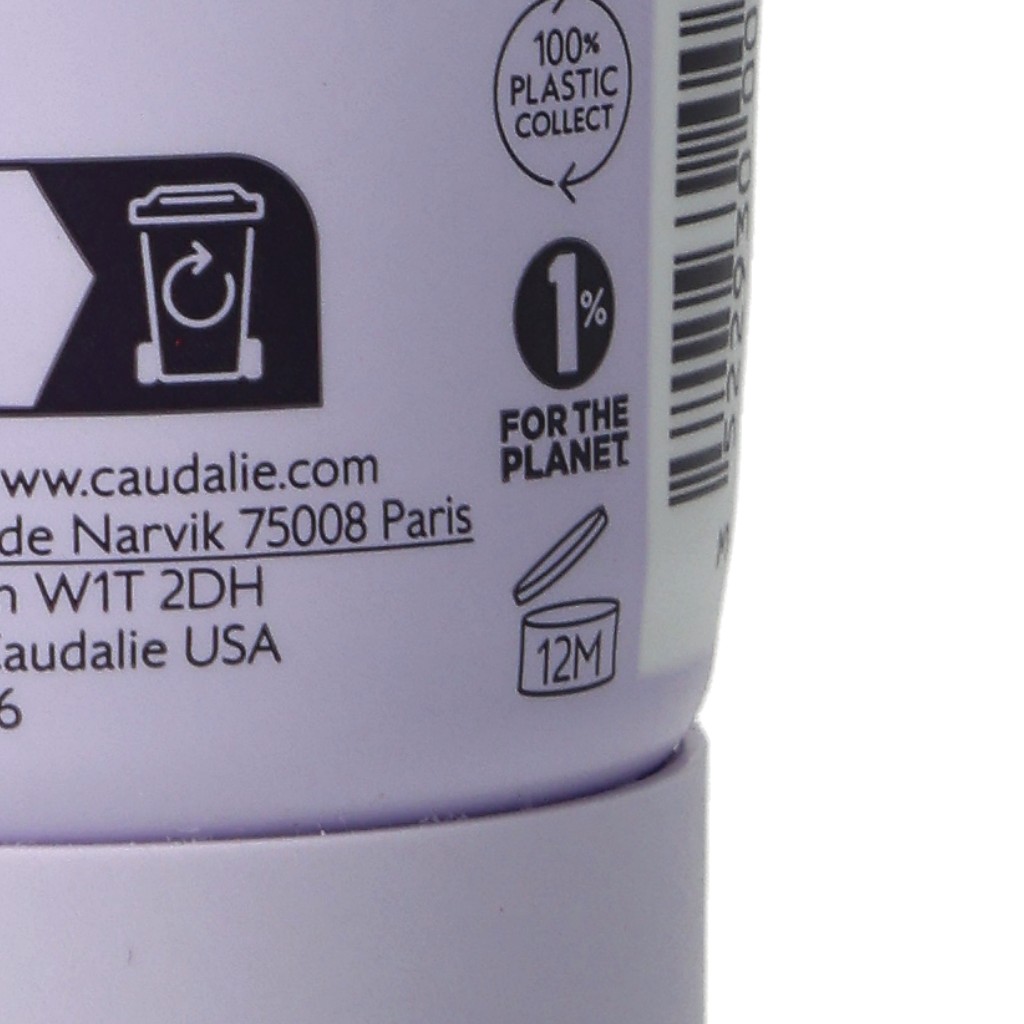 100%
PLASTIC
COLLECT
1%
FOR THE
PLANET.
www.caudalie.com
de Narvik 75008 Paris
W1T 2DH
Caudalie USA
6
12M